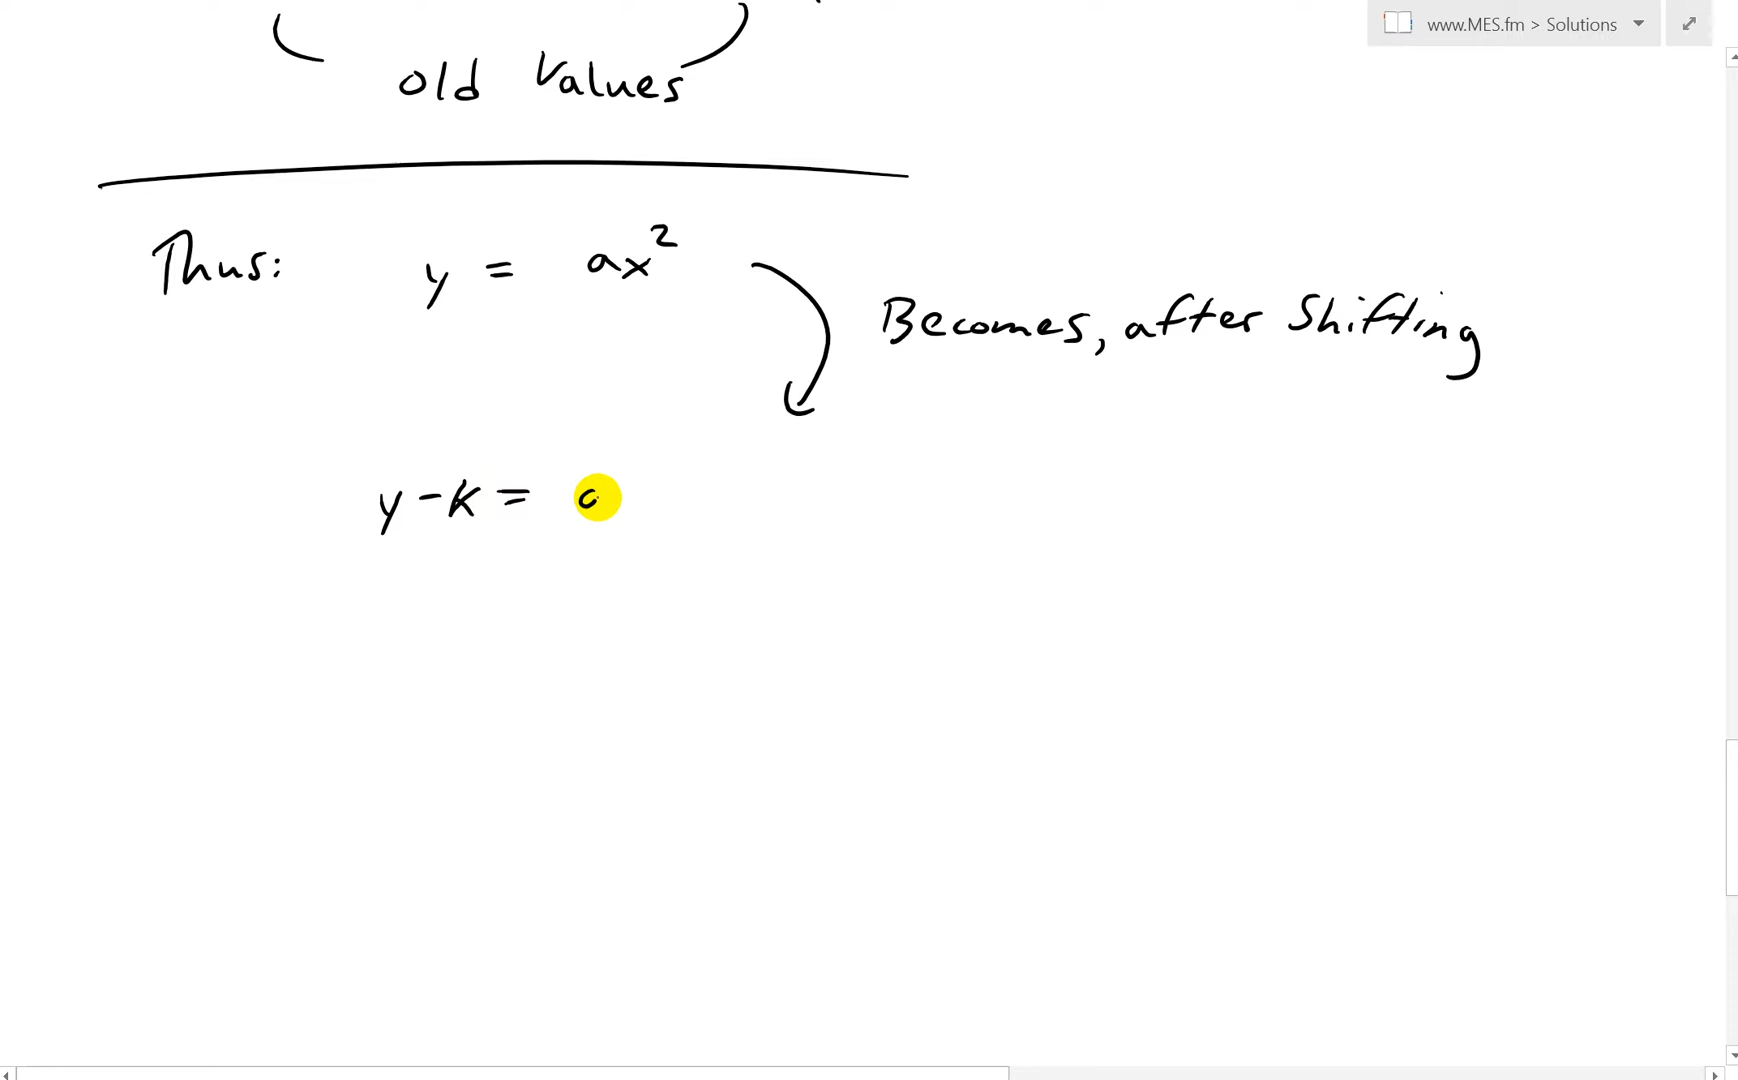 www.MES.fm > Solutions
old Values
Thus: y = ax²
Becomes, after Shifting
y - k = a